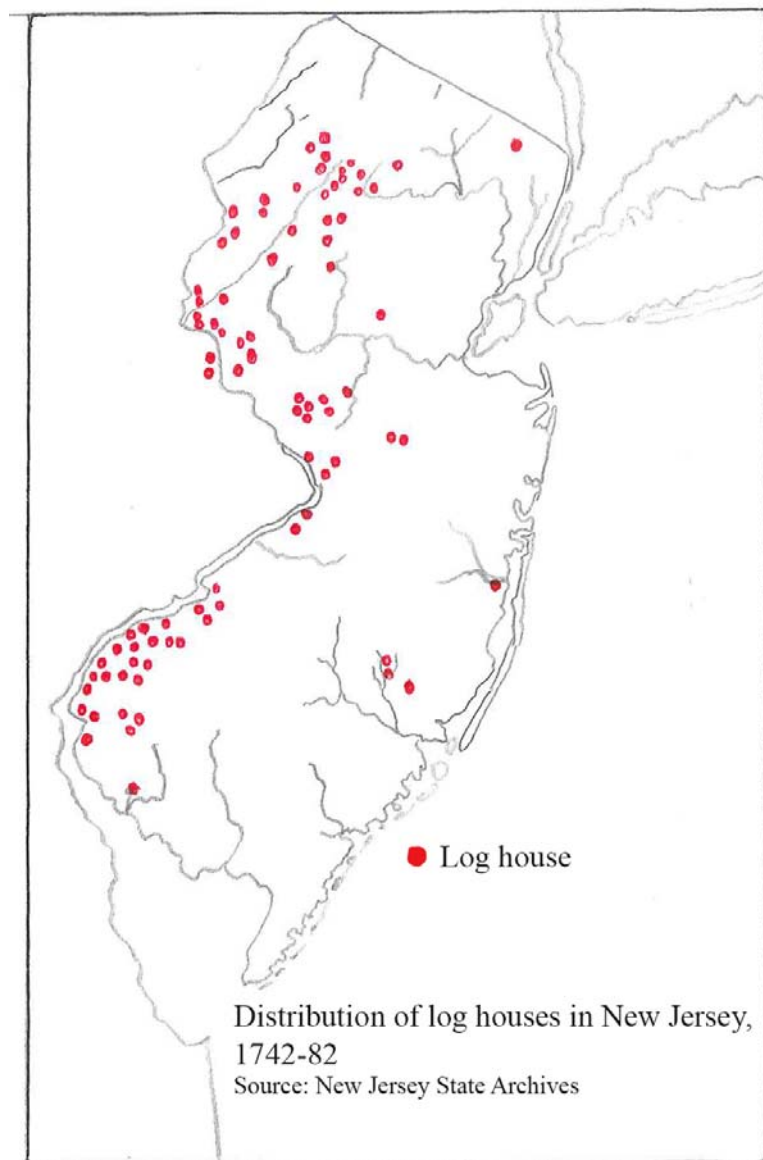 Log house
Distribution of log houses in New Jersey,
1742-82
Source: New Jersey State Archives